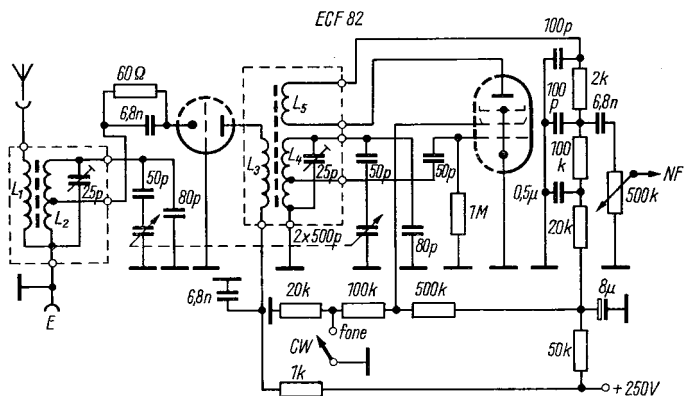 ECF 82
100p
60Ω
6,8n
L5
2k
100p
6,8n
L1
25p
L2
50p
80p
L3
L4
25p
50p
50p
100k
500k
NF
0,5μ
20k
1M
80p
2x500p
E
6,8n
20k
100k
500k
8μ
fone
CW
50k
1k
+250V